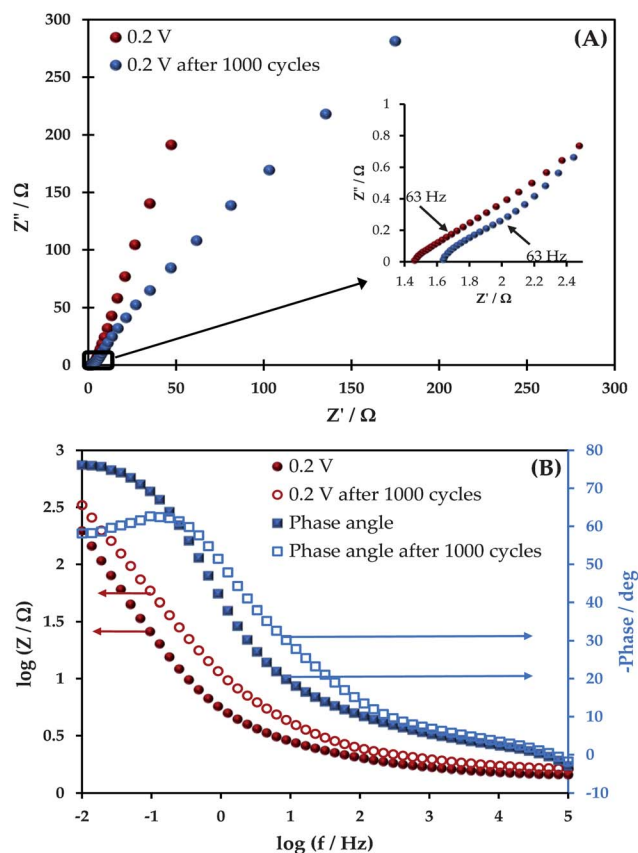 (A)
0.2 V
0.2 V after 1000 cycles
Z" / Ω
300
250
200
150
100
50
0
0 50 100 150 200 250 300
Z' / Ω
Z" / Ω
1
0.8
0.6
0.4
0.2
0
63 Hz
63 Hz
1.4 1.6 1.8 2 2.2 2.4
Z' / Ω
(B)
0.2 V
0.2 V after 1000 cycles
Phase angle
Phase angle after 1000 cycles
log (Z / Ω)
3
2.5
2
1.5
1
0.5
0
-2 -1 0 1 2 3 4 5
log (f / Hz)
80
70
60
50
40
30
20
10
0
-10
-Phase / deg